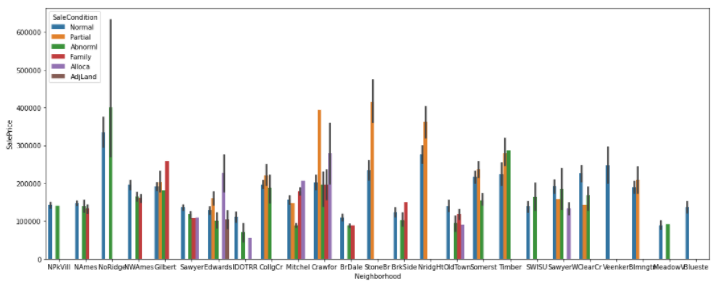 SaleCondition
Normal
Partial
Abnorml
Family
Alloca
AdjLand
600000
500000
400000
300000
200000
100000
0
SalePrice
NPkVill NAmes NoRidge NWAmes Gilbert Sawyer Edwards IDOTRR CollgCr Mitchel Crawfor BrDale StoneBr BrkSide NridgHt OldTown Somerst Timber SWISU SawyerW ClearCr Veenker Blmngtn MeadowV Blueste
Neighborhood